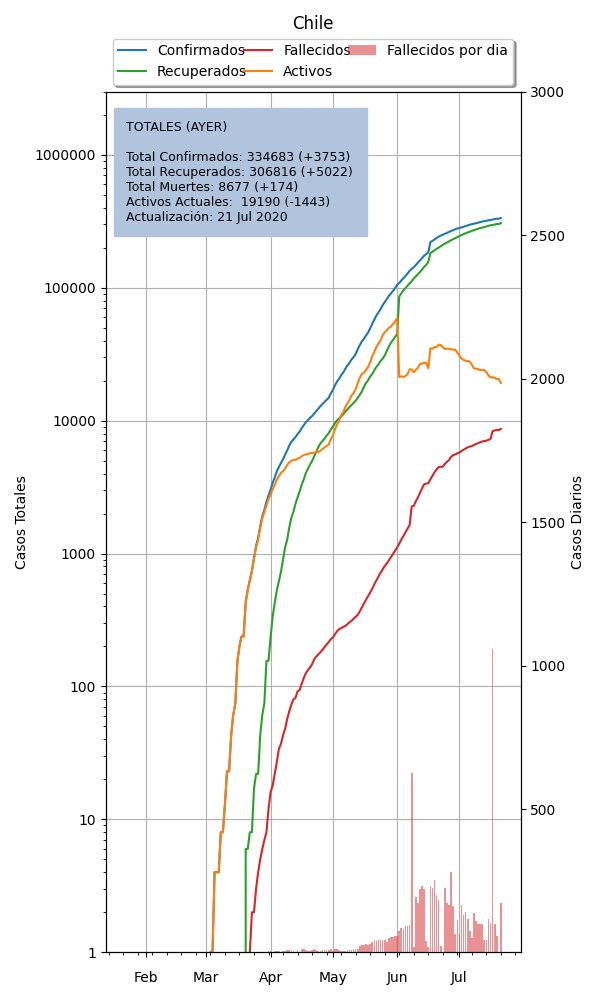 Chile
Confirmados Fallecidos Fallecidos por dia
Recuperados Activos
TOTALES (AYER)
Total Confirmados: 334683 (+3753)
Total Recuperados: 306816 (+5022)
Total Muertes: 8677 (+174)
Activos Actuales:  19190 (-1443)
Actualización: 21 Jul 2020
Casos Totales
1000000
100000
10000
1000
100
10
1
3000
2500
2000
1500
1000
500
Casos Diarios
Feb Mar Apr May Jun Jul